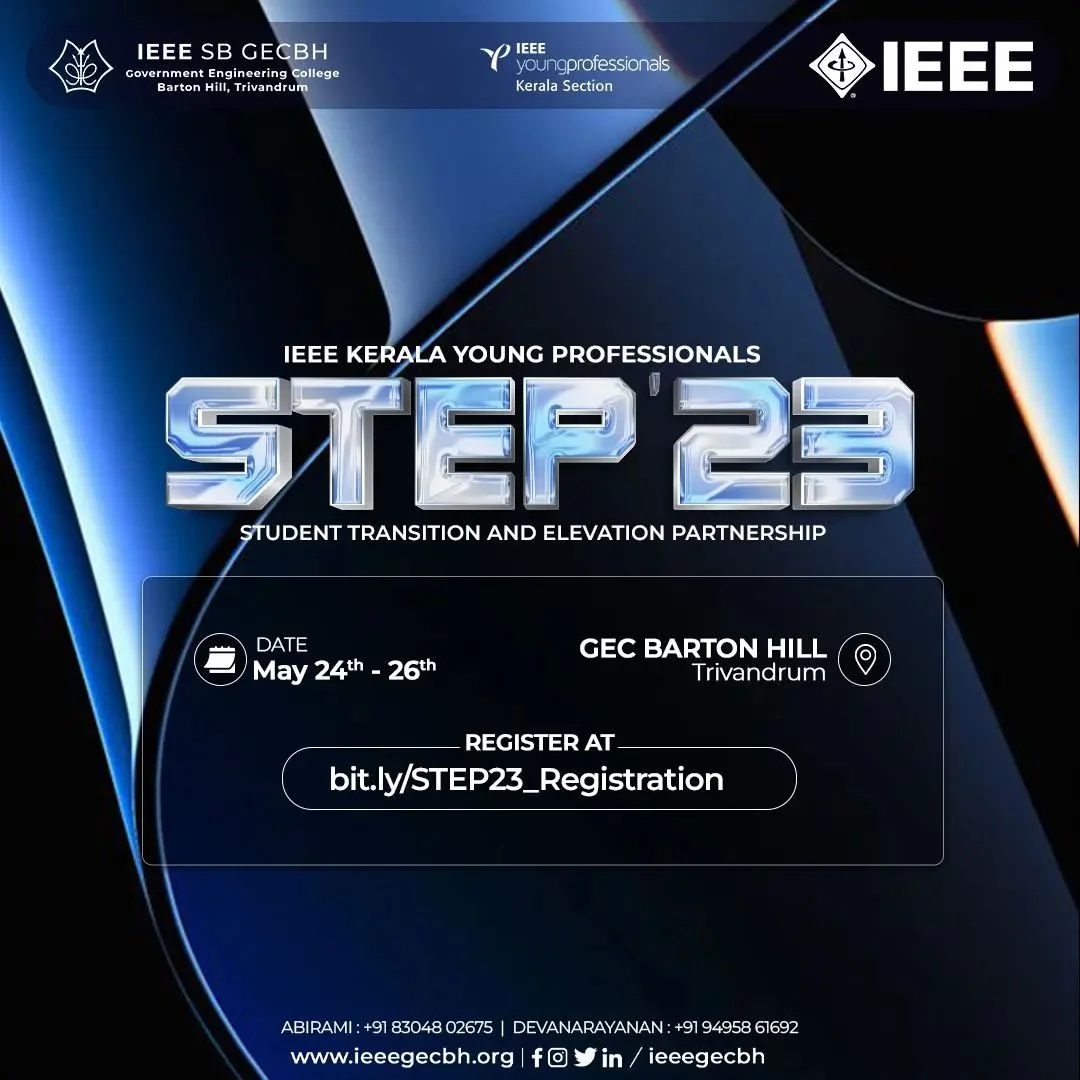 IEEE SB GECBH
Government Engineering College
Barton Hill, Trivandrum
IEEE
youngprofessionals
Kerala Section
IEEE
IEEE KERALA YOUNG PROFESSIONALS
STEP'23
STUDENT TRANSITION AND ELEVATION PARTNERSHIP
DATE
May 24th - 26th
GEC BARTON HILL
Trivandrum
REGISTER AT
bit.ly/STEP23_Registration
ABIRAMI : +91 83048 02675 | DEVANARAYANAN : +91 94958 61692
www.ieeegecbh.org | / ieeegecbh